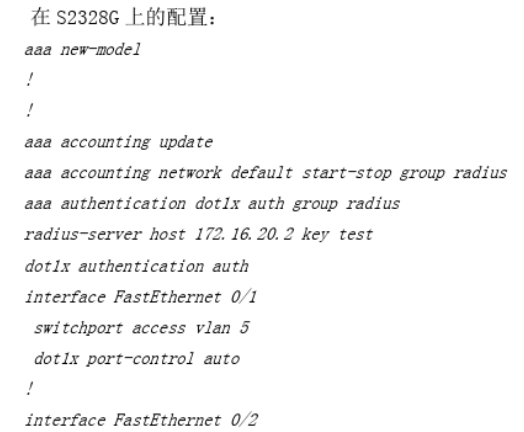 在 S2328G 上的配置：
aaa new-model
!
!
aaa accounting update
aaa accounting network default start-stop group radius
aaa authentication dot1x auth group radius
radius-server host 172.16.20.2 key test
dot1x authentication auth
interface FastEthernet 0/1
switchport access vlan 5
dot1x port-control auto
!
interface FastEthernet 0/2